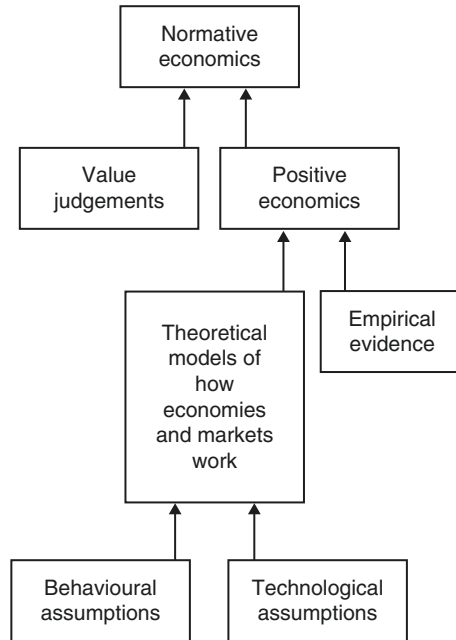 Normative
economics
Value
judgements
Positive
economics
Theoretical
models of
how
economies
and markets
work
Empirical
evidence
Behavioural
assumptions
Technological
assumptions